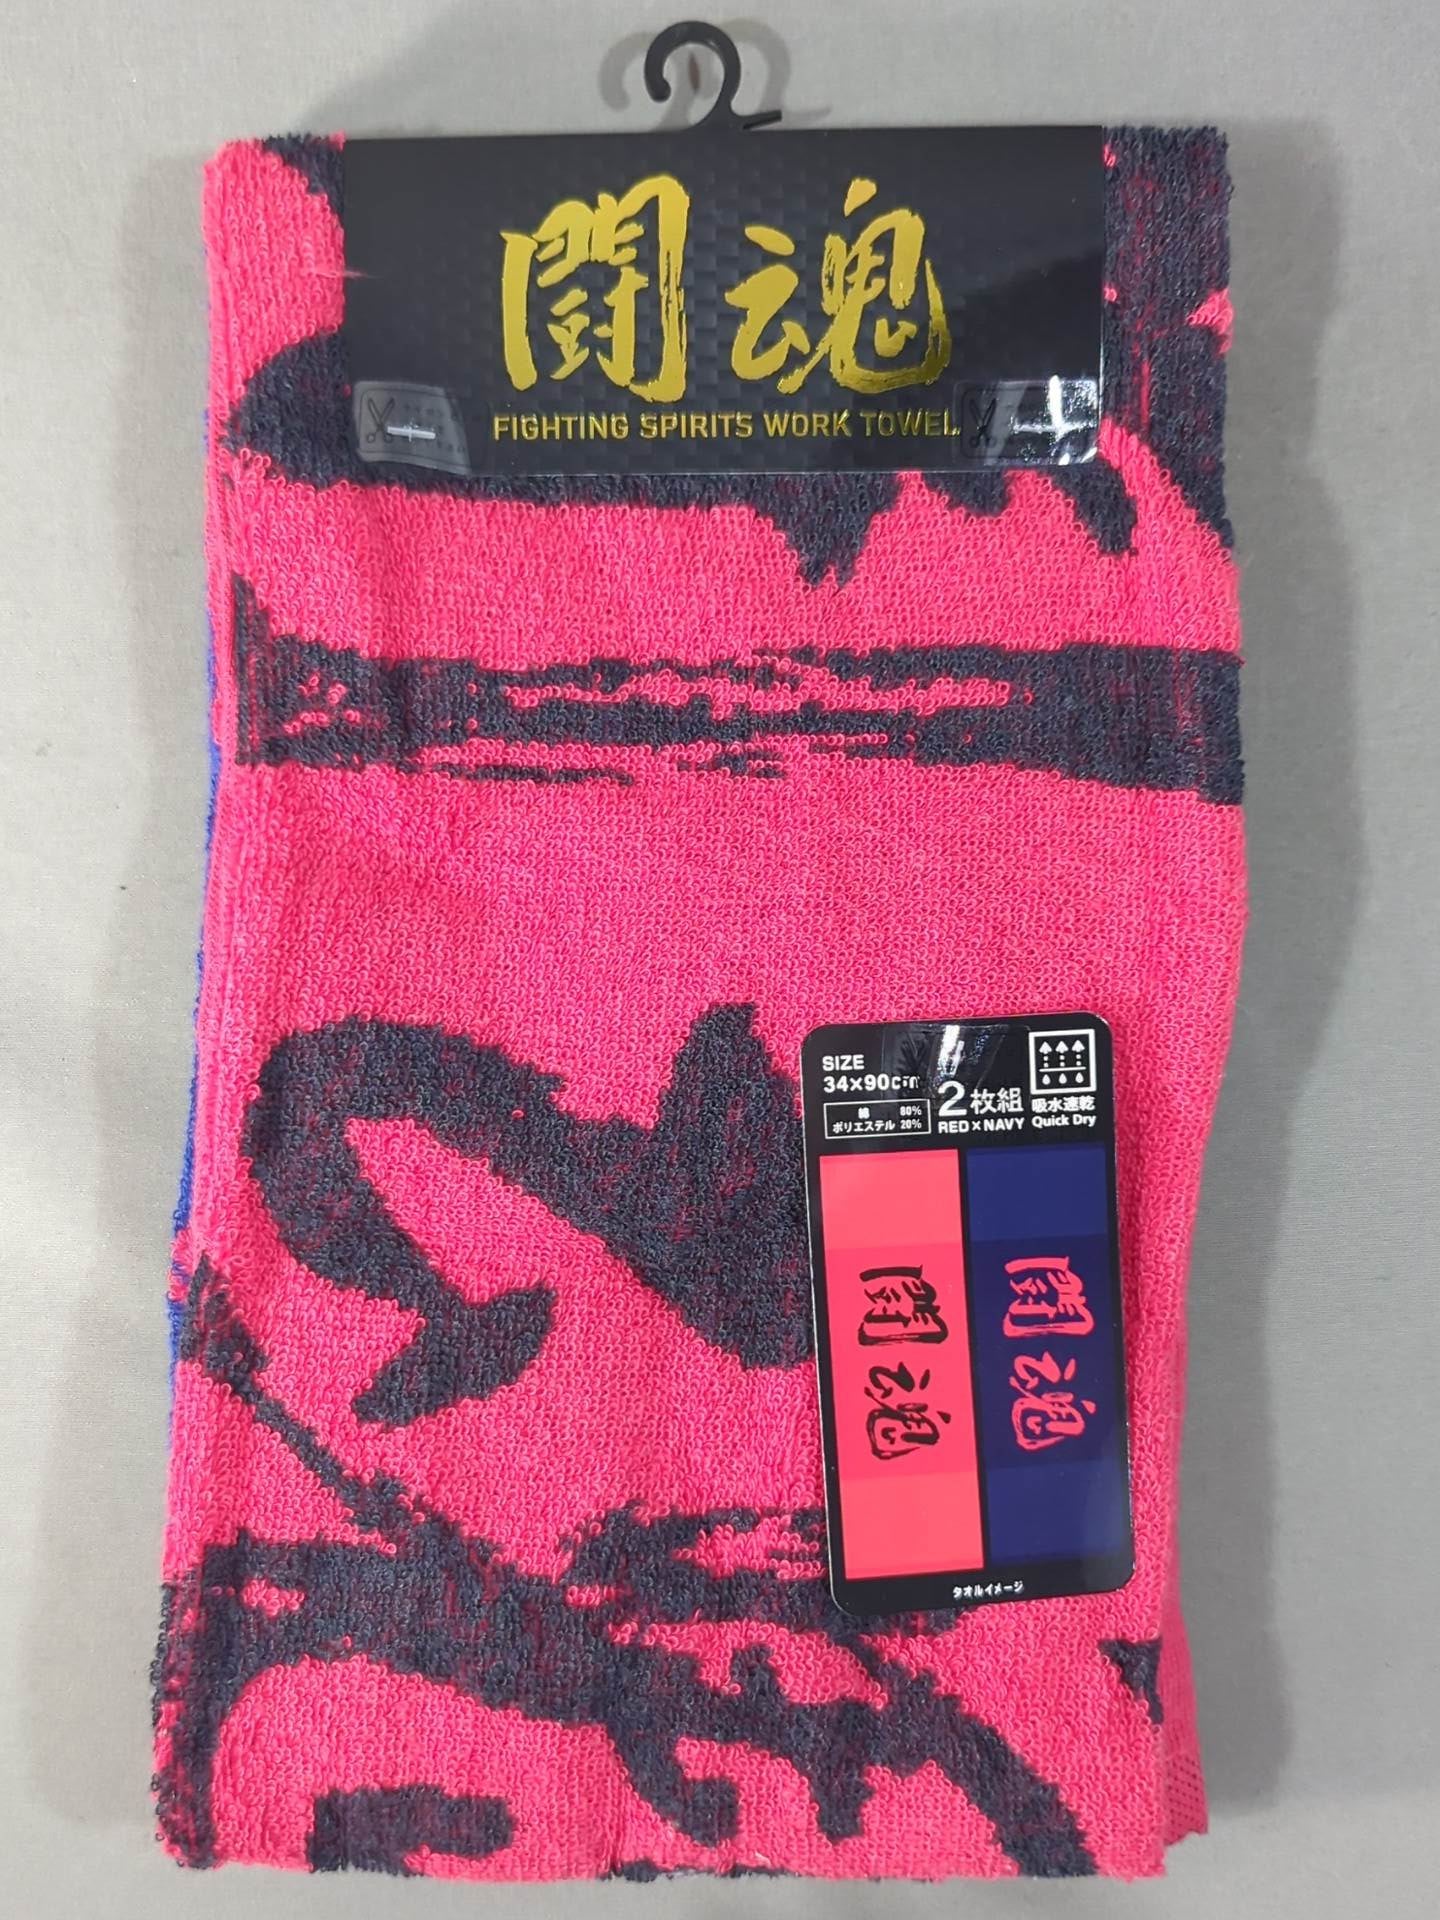 闘魂
FIGHTING SPIRITS WORK TOWEL
SIZE
34×90cm
綿 80%
ポリエステル 20%
2枚組
RED×NAVY
吸水速乾
Quick Dry
闘魂
闘魂
タオルイメージ